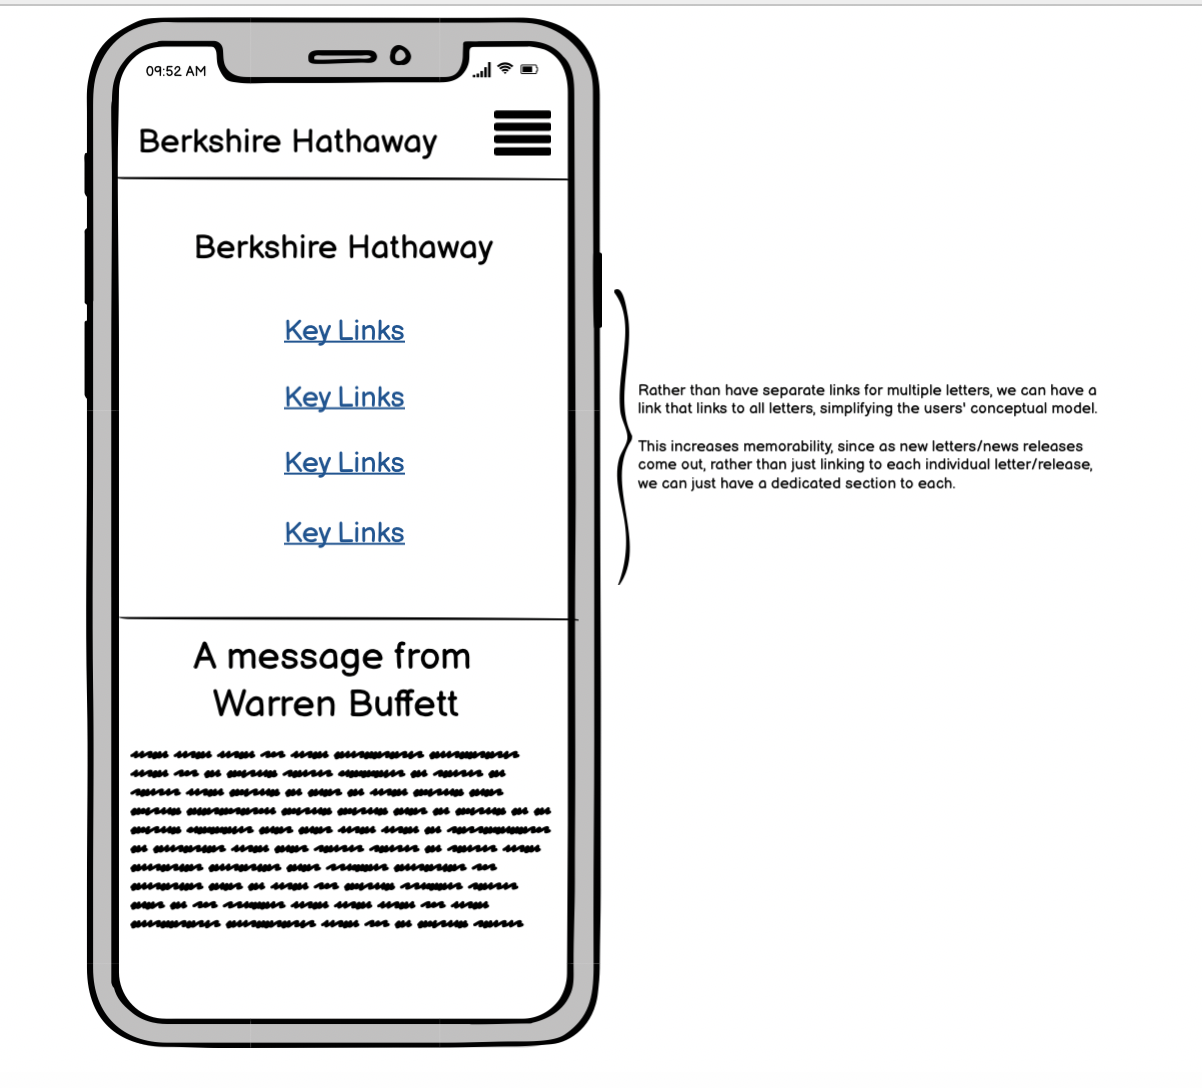 09:52 AM
Berkshire Hathaway
Berkshire Hathaway
Key Links
Key Links
Key Links
Key Links
Rather than have separate links for multiple letters, we can have a
link that links to all letters, simplifying the users' conceptual model.
This increases memorability, since as new letters/news releases
come out, rather than just linking to each individual letter/release,
we can just have a dedicated section to each.
A message from
Warren Buffett